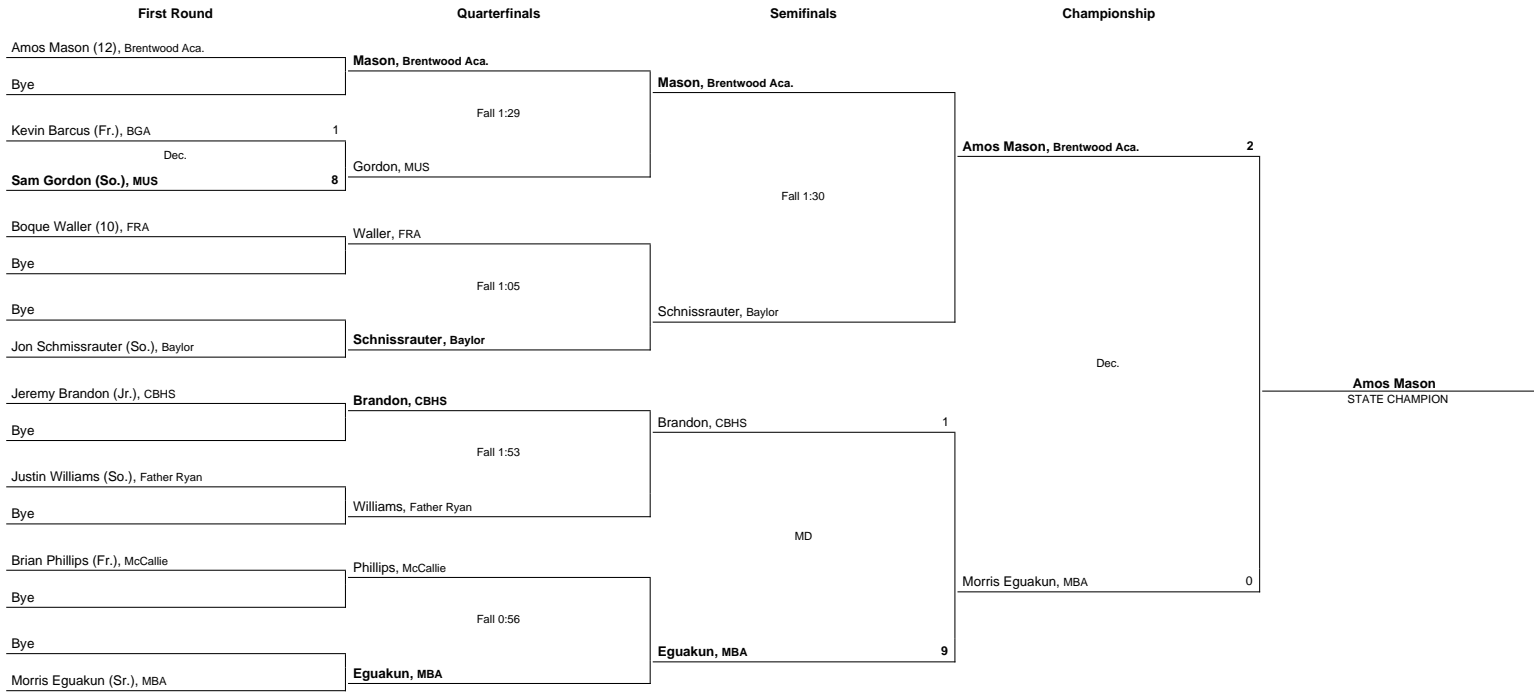 First Round Quarterfinals Semifinals Championship
Amos Mason (12), Brentwood Aca.
Bye
Kevin Barcus (Fr.), BGA 1
Dec.
Sam Gordon (So.), MUS 8
Boque Waller (10), FRA
Bye
Bye
Jon Schmissrauter (So.), Baylor
Jeremy Brandon (Jr.), CBHS
Bye
Justin Williams (So.), Father Ryan
Bye
Brian Phillips (Fr.), McCallie
Bye
Bye
Morris Eguakun (Sr.), MBA
Mason, Brentwood Aca.
Fall 1:29
Gordon, MUS
Waller, FRA
Fall 1:05
Schnissrauter, Baylor
Brandon, CBHS
Fall 1:53
Williams, Father Ryan
Phillips, McCallie
Fall 0:56
Eguakun, MBA
Mason, Brentwood Aca.
Fall 1:30
Schnissrauter, Baylor
Brandon, CBHS 1
MD
Eguakun, MBA 9
Amos Mason, Brentwood Aca. 2
Dec.
Morris Eguakun, MBA 0
Amos Mason
STATE CHAMPION